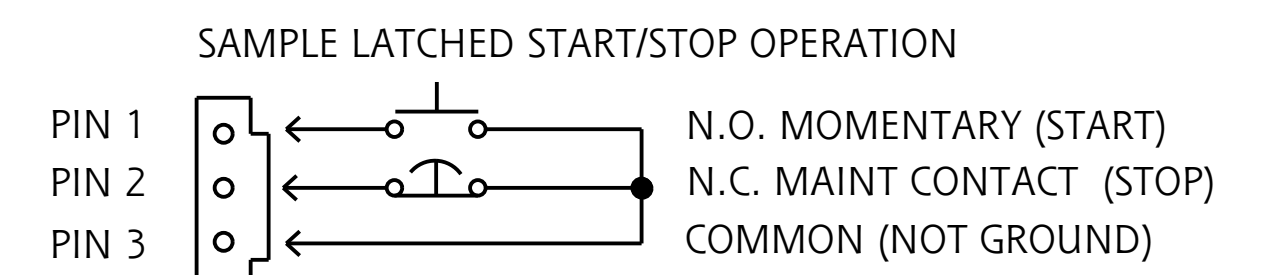 SAMPLE LATCHED START/STOP OPERATION
PIN 1 N.O. MOMENTARY (START)
PIN 2 N.C. MAINT CONTACT (STOP)
PIN 3 COMMON (NOT GROUND)